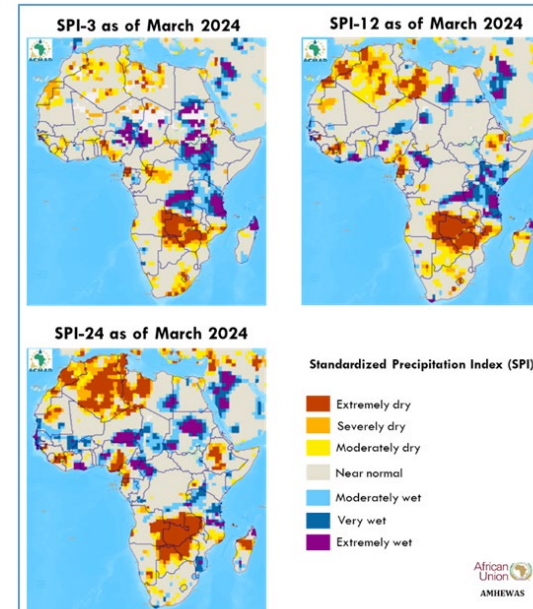 SPI-3 as of March 2024
SPI-12 as of March 2024
SPI-24 as of March 2024
Standardized Precipitation Index (SPI)
Extremely dry
Severely dry
Moderately dry
Near normal
Moderately wet
Very wet
Extremely wet
African
Union
AMHEWAS